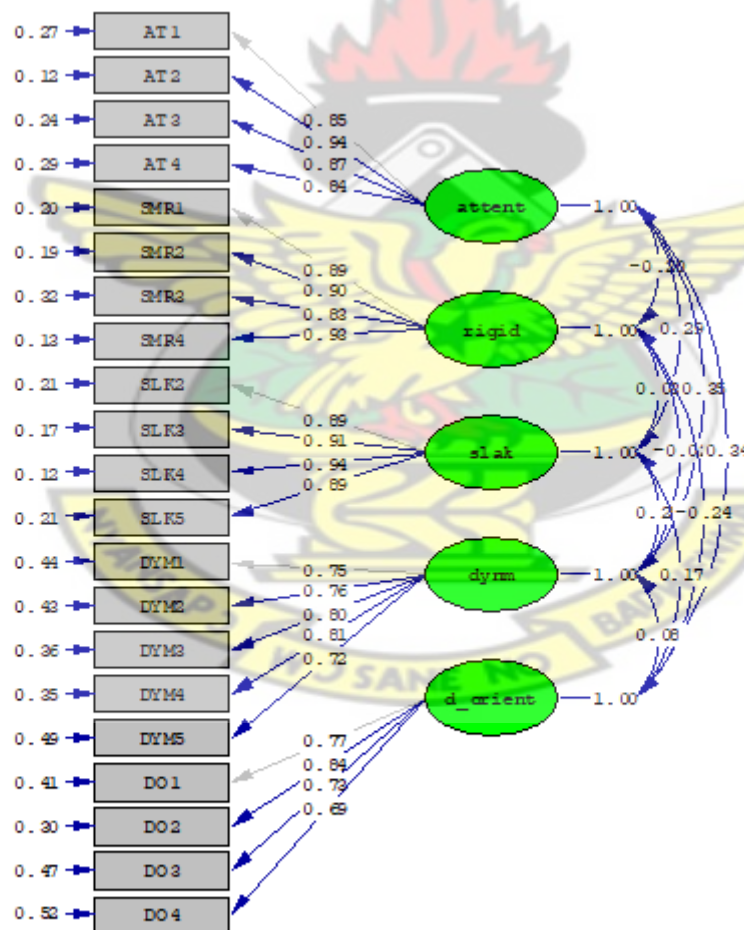 0.27 AT1
0.12 AT2
0.24 AT3
0.29 AT4
0.20 SMR1
0.19 SMR2
0.32 SMR3
0.13 SMR4
0.21 SLK2
0.17 SLK3
0.12 SLK4
0.21 SLK5
0.44 DYM1
0.43 DYM2
0.36 DYM3
0.35 DYM4
0.49 DYM5
0.41 DO1
0.30 DO2
0.47 DO3
0.52 DO4
0.85
0.94
0.87
0.84
0.89
0.90
0.83
0.93
0.89
0.91
0.94
0.89
0.75
0.76
0.80
0.81
0.72
0.77
0.84
0.73
0.69
attent 1.00
rigid 1.00
slak 1.00
dynm 1.00
d_orient 1.00
0.29
0.35
0.34
-0.24
0.17
0.08
WO SANE NO